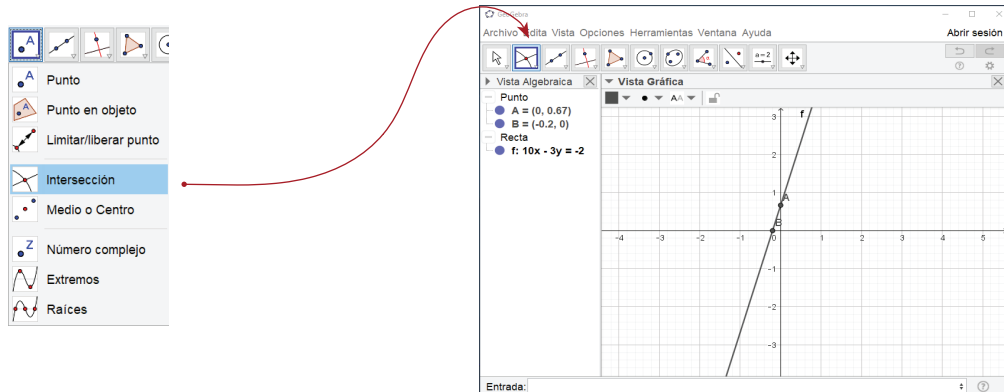 A
Punto
A
Punto en objeto
Limitar/liberar punto
Intersección
Medio o Centro
Z
Número complejo
Extremos
Raíces
GeoGebra
Archivo Edita Vista Opciones Herramientas Ventana Ayuda
Abrir sesión
A
a=2
Vista Algebraica
Vista Gráfica
AA
Punto
A = (0, 0.67)
B = (-0.2, 0)
Recta
f: 10x - 3y = -2
f
3
2
1
A
B
-4 -3 -2 -1 0 1 2 3 4 5
-1
-2
-3
Entrada: